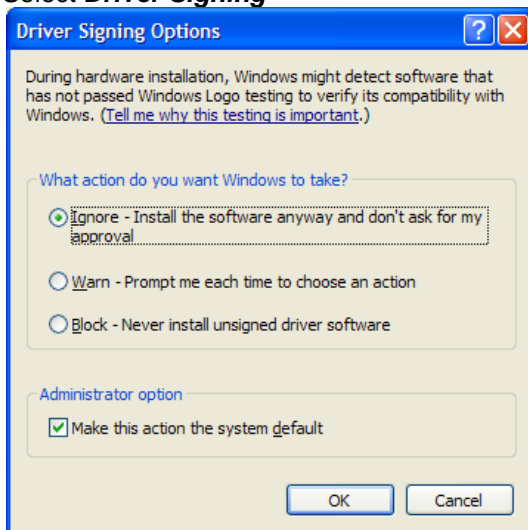 Select Driver Signing
Driver Signing Options
During hardware installation, Windows might detect software that
has not passed Windows Logo testing to verify its compatibility with
Windows. (Tell me why this testing is important.)
What action do you want Windows to take?
Ignore - Install the software anyway and don't ask for my
approval
Warn - Prompt me each time to choose an action
Block - Never install unsigned driver software
Administrator option
Make this action the system default
OK Cancel